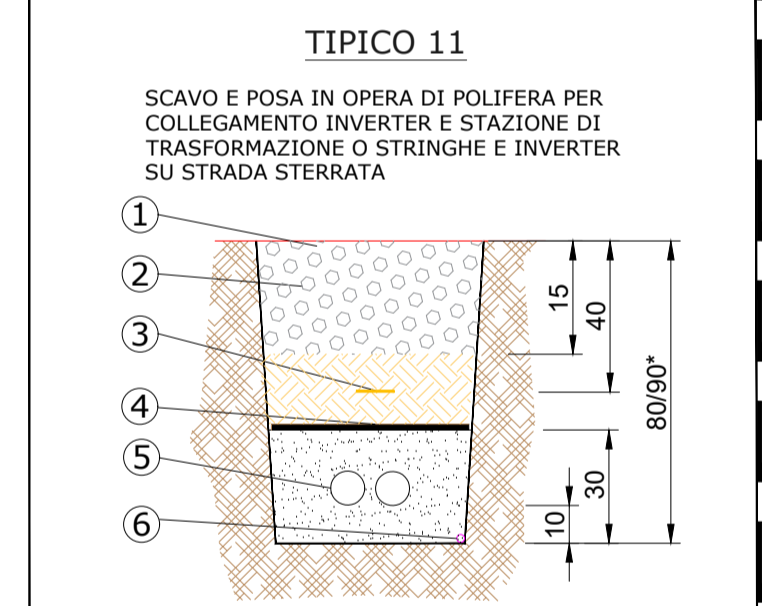 TIPICO 11
SCAVO E POSA IN OPERA DI POLIFERA PER
COLLEGAMENTO INVERTER E STAZIONE DI
TRASFORMAZIONE O STRINGHE E INVERTER
SU STRADA STERRATA
1
2
3
4
5
6
15
40
80/90*
30
10